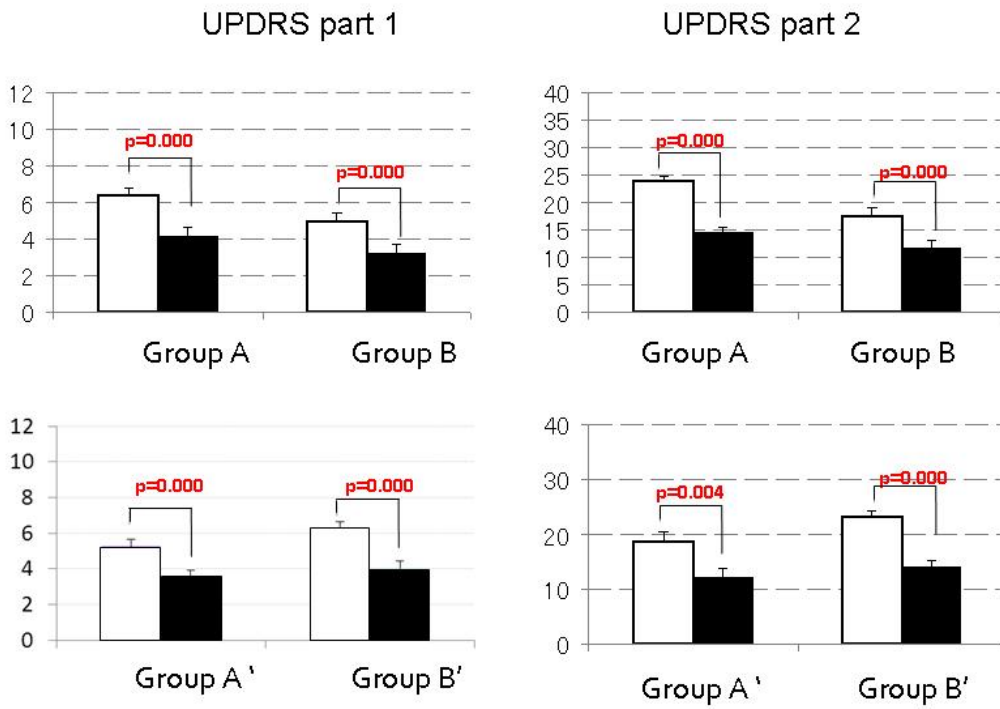 UPDRS part 1
UPDRS part 2
12
10
8
6
4
2
0
p=0.000
p=0.000
Group A
Group B
40
35
30
25
20
15
10
5
0
p=0.000
p=0.000
Group A
Group B
12
10
8
6
4
2
0
p=0.000
p=0.000
Group A '
Group B′
40
30
20
10
0
p=0.004
p=0.000
Group A '
Group B′